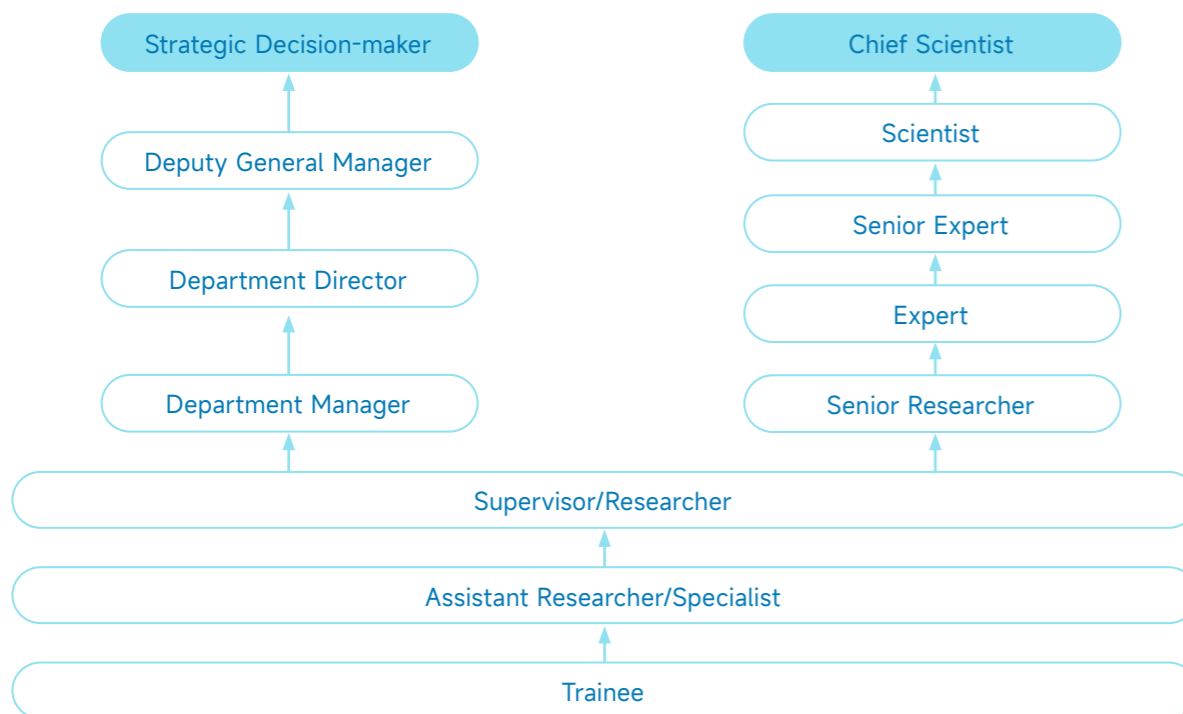 Strategic Decision-maker
Chief Scientist
Scientist
Deputy General Manager
Senior Expert
Department Director
Expert
Department Manager
Senior Researcher
Supervisor/Researcher
Assistant Researcher/Specialist
Trainee